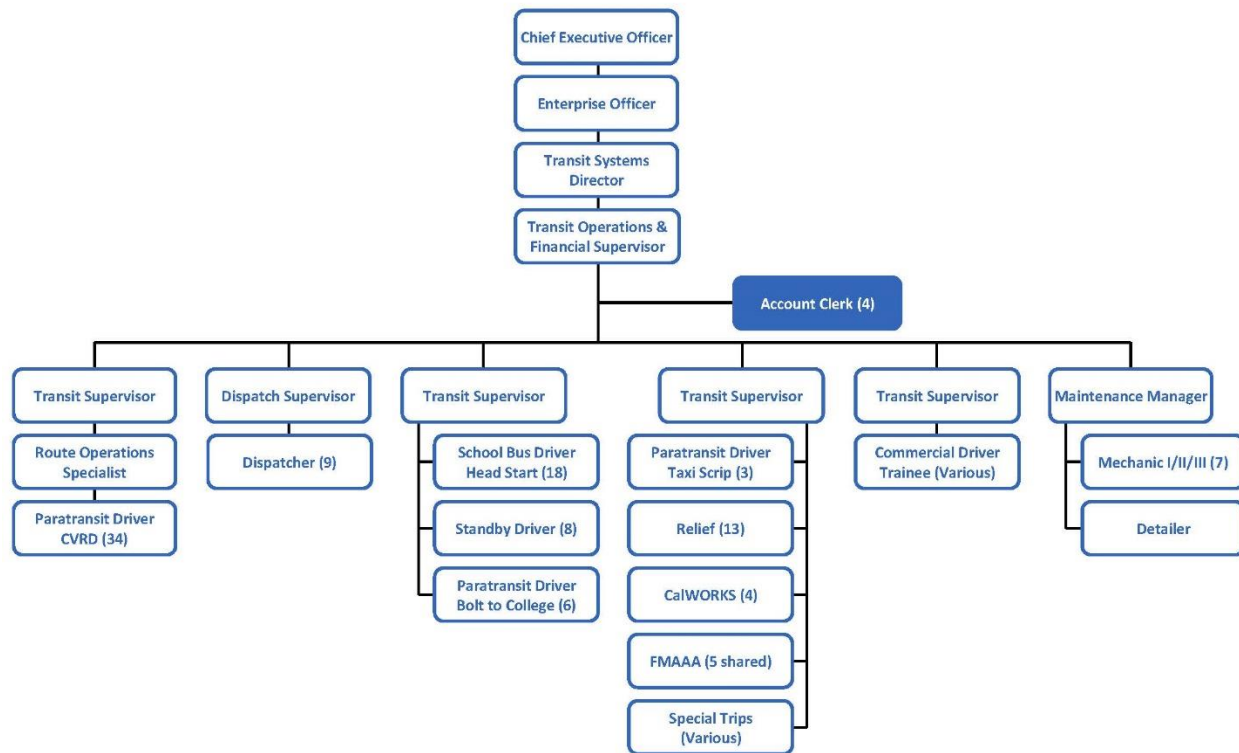 Chief Executive Officer
Enterprise Officer
Transit Systems
Director
Transit Operations &
Financial Supervisor
Account Clerk (4)
Transit Supervisor
Route Operations
Specialist
Paratransit Driver
CVRD (34)
Dispatch Supervisor
Dispatcher (9)
Transit Supervisor
School Bus Driver
Head Start (18)
Standby Driver (8)
Paratransit Driver
Bolt to College (6)
Transit Supervisor
Paratransit Driver
Taxi Scrip (3)
Relief (13)
CalWORKS (4)
FMAAA (5 shared)
Special Trips
(Various)
Transit Supervisor
Commercial Driver
Trainee (Various)
Maintenance Manager
Mechanic I/II/III (7)
Detailer